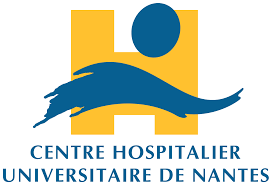 H
CENTRE HOSPITALIER
UNIVERSITAIRE DE NANTES